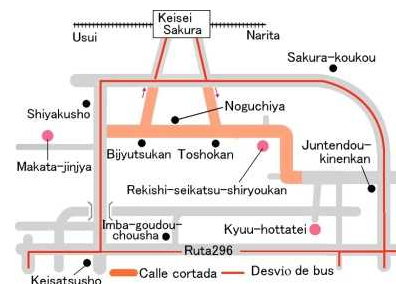 Keisei
Sakura
Usui
Narita
Sakura-koukou
Noguchiya
Shiyakusho
Juntendou-
kinenkan
Bijyutsukan
Toshokan
Makata-jinjya
Rekishi-seikatsu-shiryoukan
Imba-goudou-
chousha
Kyuu-hottatei
Ruta296
Keisatsusho
Calle cortada
Desvio de bus